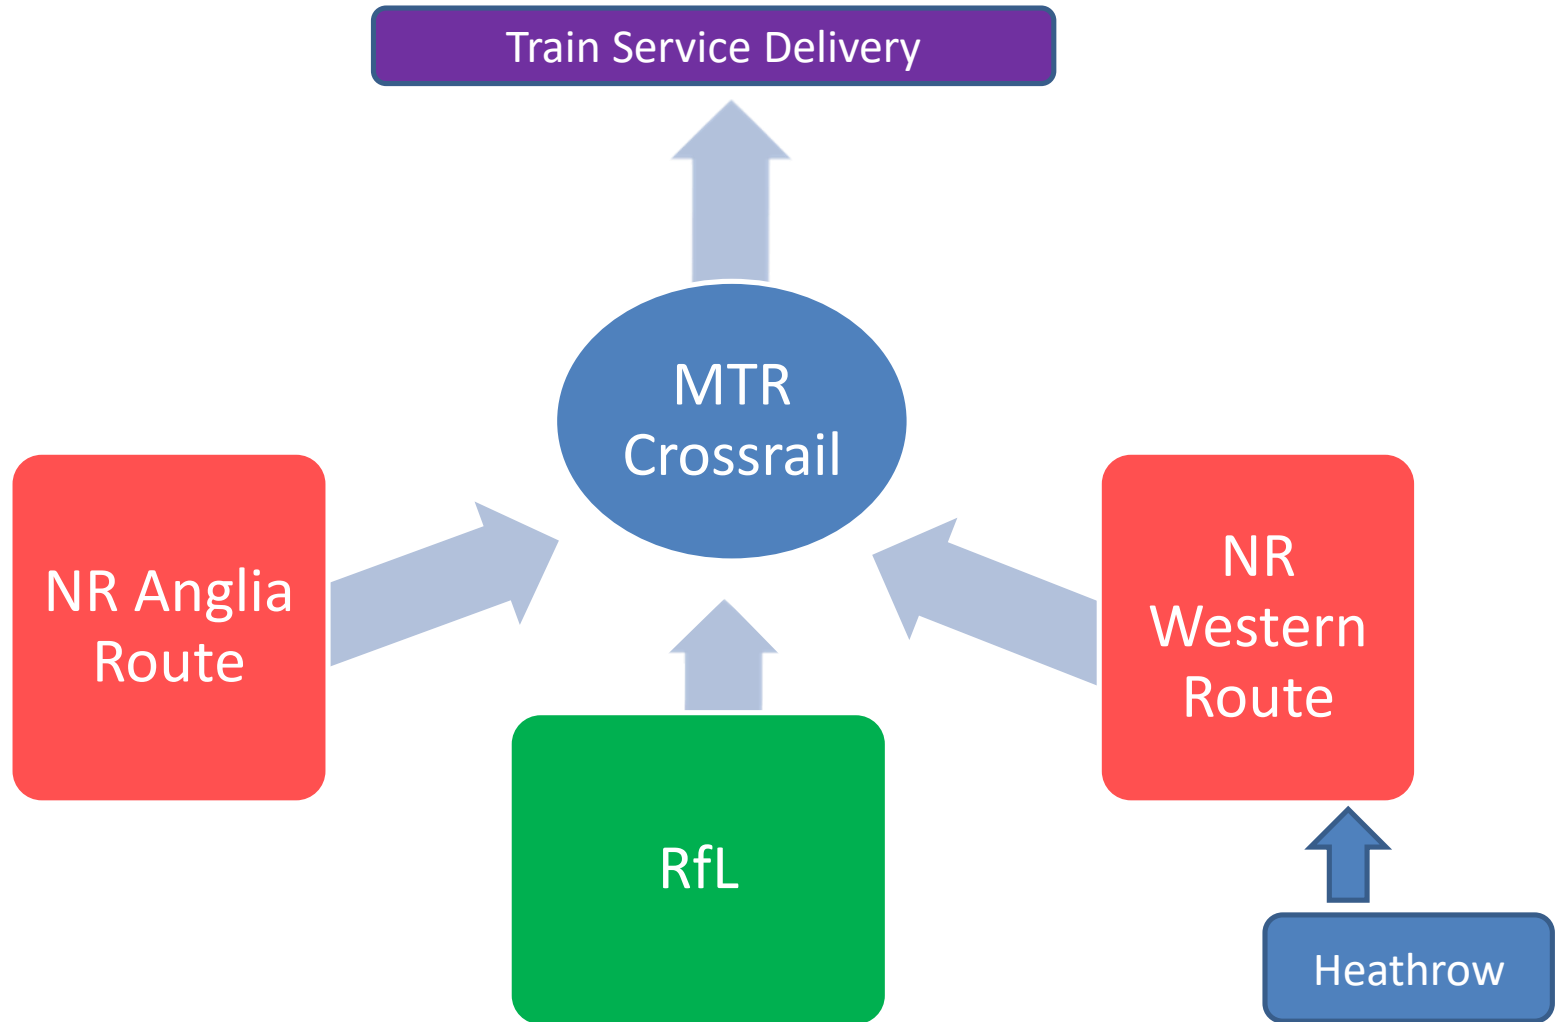 Train Service Delivery
MTR
Crossrail
NR Anglia
Route
NR
Western
Route
RfL
Heathrow